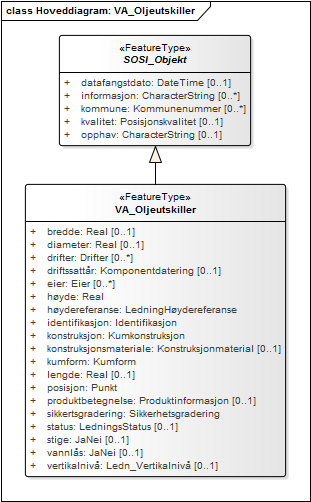 class Hoveddiagram: VA_Oljeutskiller
«FeatureType»
SOSI_Objekt
+ datafangstdato: DateTime [0..1]
+ informasjon: CharacterString [0..*]
+ kommune: Kommunenummer [0..*]
+ kvalitet: Posisjonskvalitet [0..1]
+ opphav: CharacterString [0..1]
«FeatureType»
VA_Oljeutskiller
+ bredde: Real [0..1]
+ diameter: Real [0..1]
+ drifter: Drifter [0..*]
+ driftssattår: Komponentdatering [0..1]
+ eier: Eier [0..*]
+ høyde: Real
+ høydereferanse: LedningHøydereferanse
+ identifikasjon: Identifikasjon
+ konstruksjon: Kumkonstruksjon
+ konstruksjonsmateriale: Konstruksjonmaterial [0..1]
+ kumform: Kumform
+ lengde: Real [0..1]
+ posisjon: Punkt
+ produktbetegnelse: Produktinformasjon [0..1]
+ sikkertsgradering: Sikkerhetsgradering
+ status: LedningsStatus [0..1]
+ stige: JaNei [0..1]
+ vannlås: JaNei [0..1]
+ vertikalnivå: Ledn_Vertikalnivå [0..1]